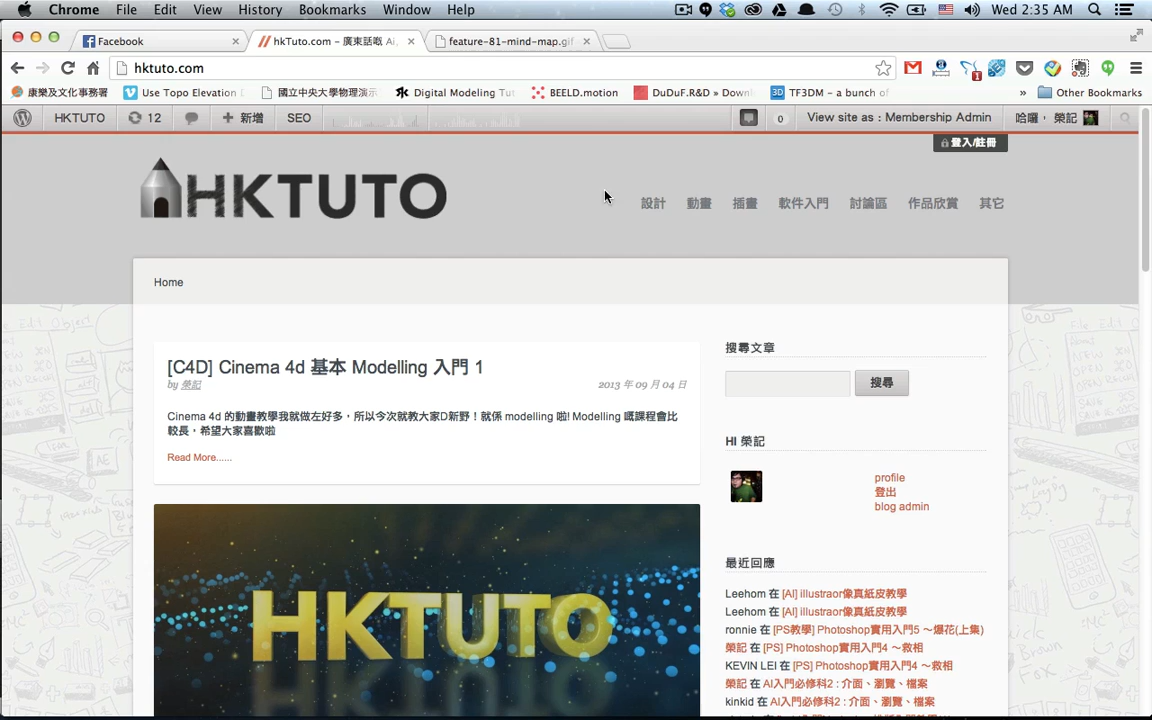 Chrome File Edit View History Bookmarks Window Help Wed 2:35 AM
Facebook
hkTuto.com – 廣東話嘅 Ai,
feature-81-mind-map.gif
hktuto.com
康樂及文化事務署 Use Topo Elevation 國立中央大學物理演示 Digital Modeling Tut BEELD.motion DuDuF.R&D » Downl TF3DM – a bunch of » Other Bookmarks
HKTUTO 12 新增 SEO 0 View site as : Membership Admin 哈囉， 榮記
登入/註冊
HKTUTO
設計 動畫 插畫 軟件入門 討論區 作品欣賞 其它
Home
[C4D] Cinema 4d 基本 Modelling 入門 1
by 榮記 2013 年 09 月 04 日
Cinema 4d 的動畫教學我就做左好多，所以今次就教大家D新野！就係 modelling 啦! Modelling 嘅課程會比
較長，希望大家喜歡啦
Read More......
HKTUTO
搜尋文章
搜尋
HI 榮記
profile
登出
blog admin
最近回應
Leehom 在 [AI] illustraor像真紙皮教學
Leehom 在 [AI] illustraor像真紙皮教學
ronnie 在 [PS教學] Photoshop實用入門5 ～爆花(上集)
榮記 在 [PS] Photoshop實用入門4 ～救相
KEVIN LEI 在 [PS] Photoshop實用入門4 ～救相
榮記 在 AI入門必修科2 : 介面、瀏覽、檔案
kinkid 在 AI入門必修科2 : 介面、瀏覽、檔案